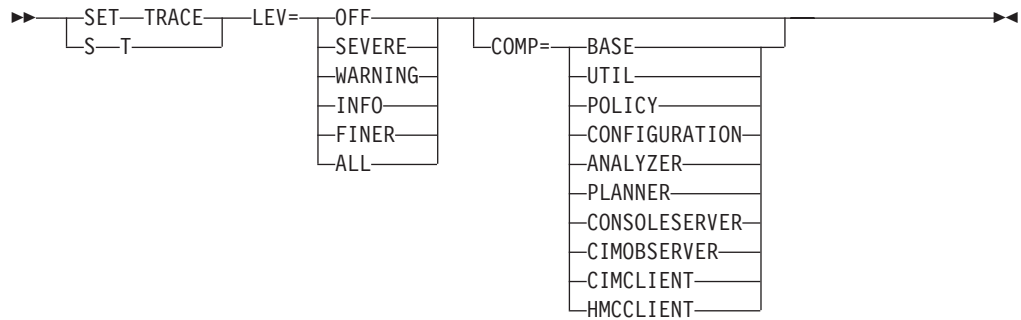 SET TRACE LEV= OFF
S T SEVERE COMP= BASE
WARNING UTIL
INFO POLICY
FINER CONFIGURATION
ALL ANALYZER
PLANNER
CONSOLESERVER
CIMOBSERVER
CIMCLIENT
HMCCLIENT